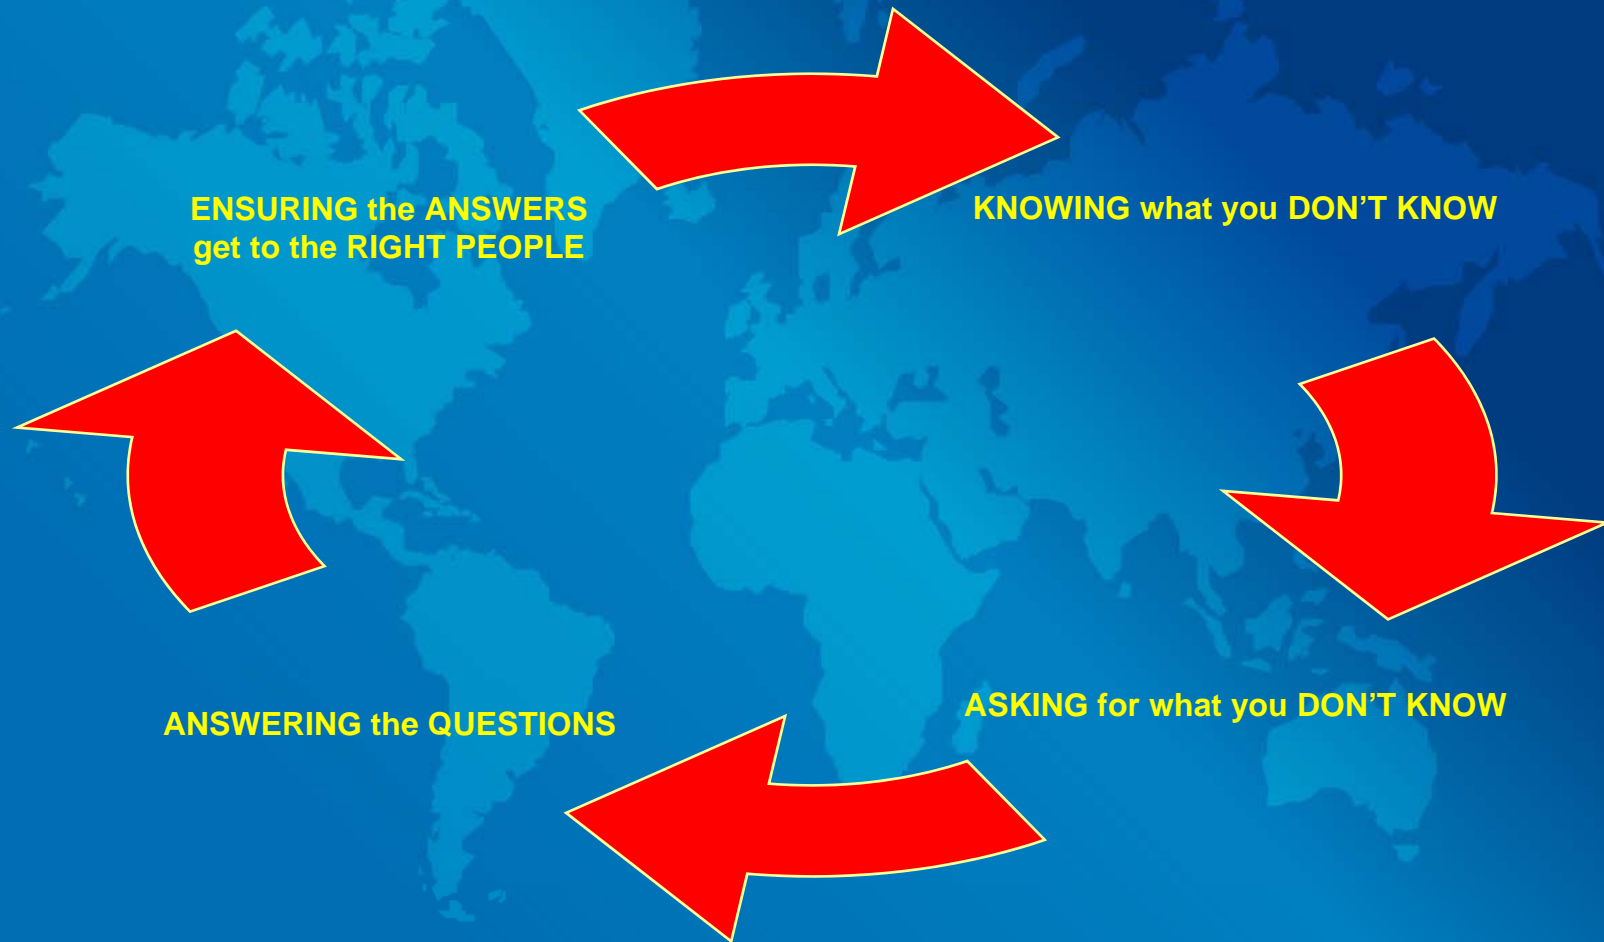 ENSURING the ANSWERS
get to the RIGHT PEOPLE
KNOWING what you DON’T KNOW
ANSWERING the QUESTIONS
ASKING for what you DON’T KNOW